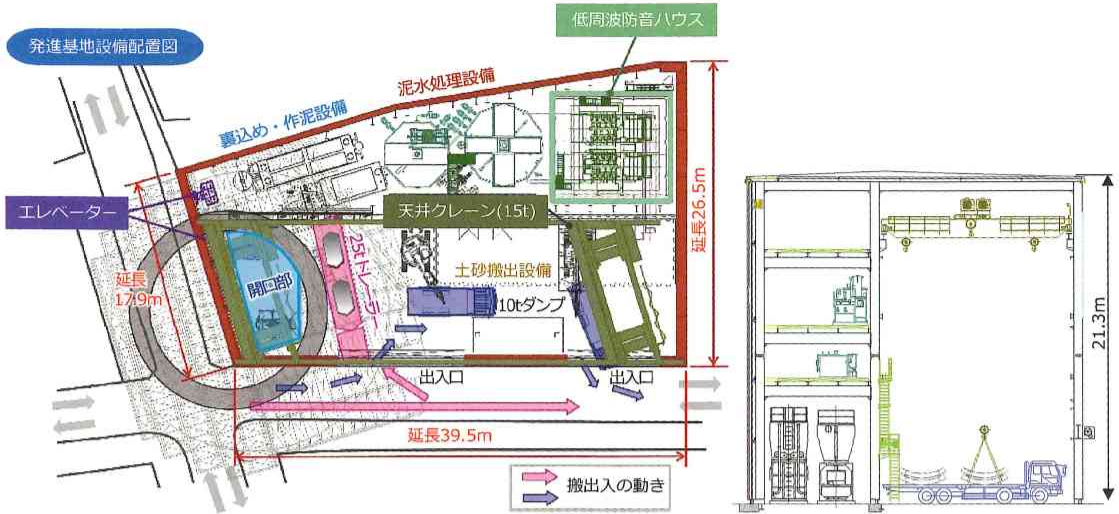 発進基地設備配置図
低周波防音ハウス
泥水処理設備
裏込め・作泥設備
エレベーター
天井クレーン(15t)
延長26.5m
延長
17.9m
開口部
25tトレーラー
土砂搬出設備
10tダンプ
出入口
出入口
延長39.5m
搬出入の動き
21.3m